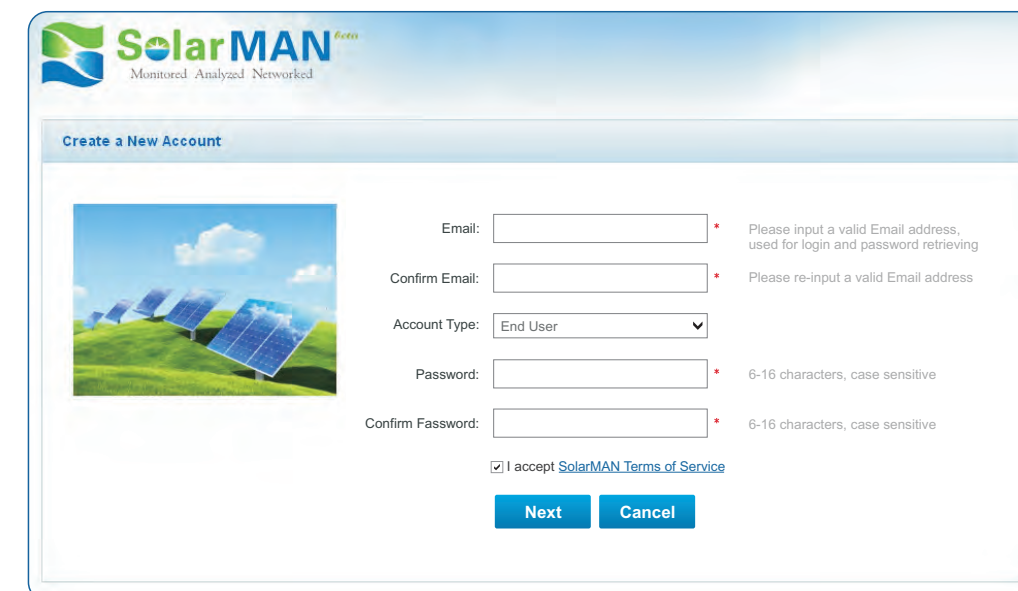 SolarMAN beta
Monitored Analyzed Networked
Create a New Account
Email: * Please input a valid Email address,
used for login and password retrieving
Confirm Email: * Please re-input a valid Email address
Account Type: End User
Password: * 6-16 characters, case sensitive
Confirm Fassword: * 6-16 characters, case sensitive
I accept SolarMAN Terms of Service
Next Cancel